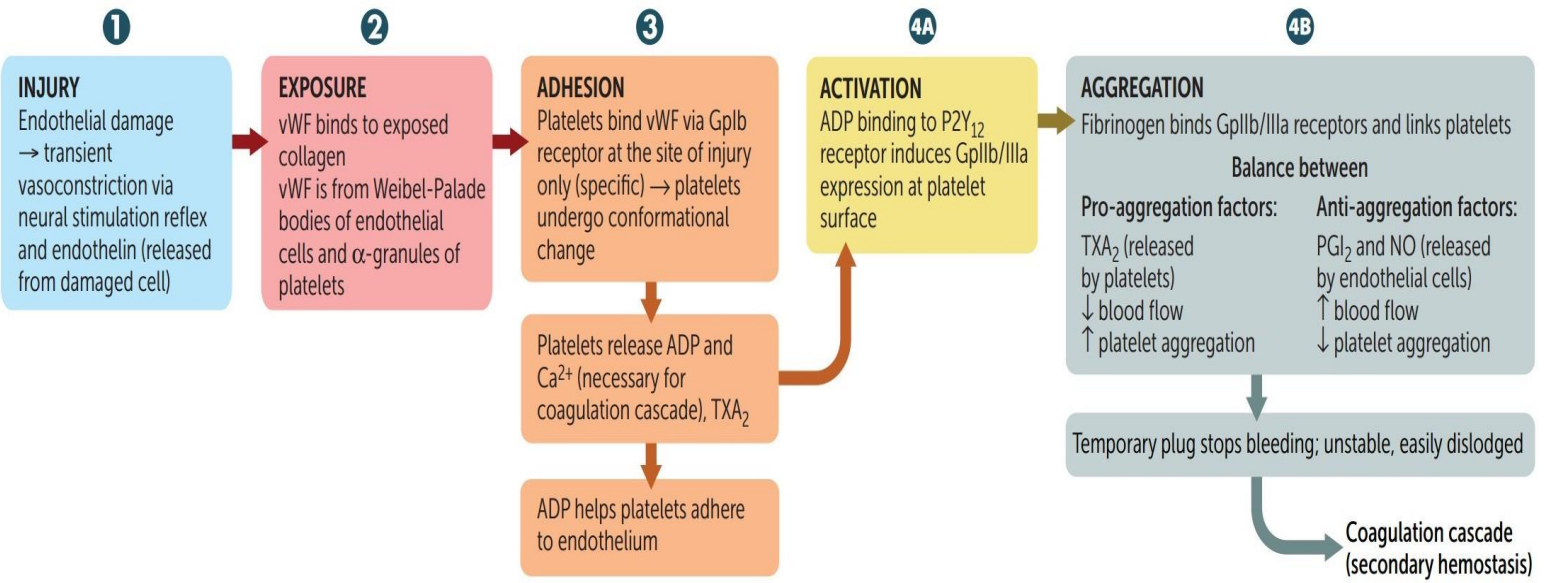 1
INJURY
Endothelial damage
→ transient
vasoconstriction via
neural stimulation reflex
and endothelin (released
from damaged cell)
2
EXPOSURE
vWF binds to exposed
collagen
vWF is from Weibel-Palade
bodies of endothelial
cells and α-granules of
platelets
3
ADHESION
Platelets bind vWF via GpIb
receptor at the site of injury
only (specific) → platelets
undergo conformational
change
Platelets release ADP and
Ca²⁺ (necessary for
coagulation cascade), TXA₂
ADP helps platelets adhere
to endothelium
4A
ACTIVATION
ADP binding to P2Y₁₂
receptor induces GpIIb/IIIa
expression at platelet
surface
4B
AGGREGATION
Fibrinogen binds GpIIb/IIIa receptors and links platelets
Balance between
Pro-aggregation factors:
TXA₂ (released
by platelets)
↓ blood flow
↑ platelet aggregation
Anti-aggregation factors:
PGI₂ and NO (released
by endothelial cells)
↑ blood flow
↓ platelet aggregation
Temporary plug stops bleeding; unstable, easily dislodged
Coagulation cascade
(secondary hemostasis)